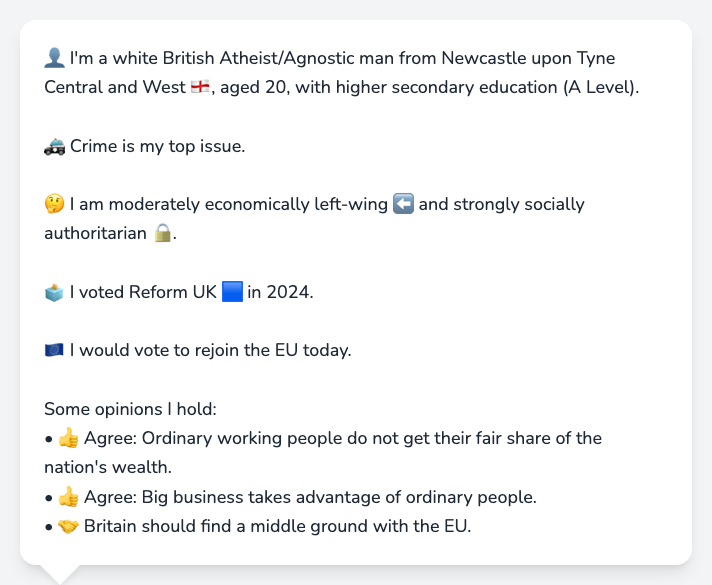 👤 I'm a white British Atheist/Agnostic man from Newcastle upon Tyne
Central and West 🏴󠁧󠁢󠁥󠁮󠁧󠁿, aged 20, with higher secondary education (A Level).
🚓 Crime is my top issue.
🤔 I am moderately economically left-wing ⬅️ and strongly socially
authoritarian 🔒.
🗳️ I voted Reform UK 🟦 in 2024.
🇪🇺 I would vote to rejoin the EU today.
Some opinions I hold:
• 👍 Agree: Ordinary working people do not get their fair share of the
nation's wealth.
• 👍 Agree: Big business takes advantage of ordinary people.
• 🤝 Britain should find a middle ground with the EU.